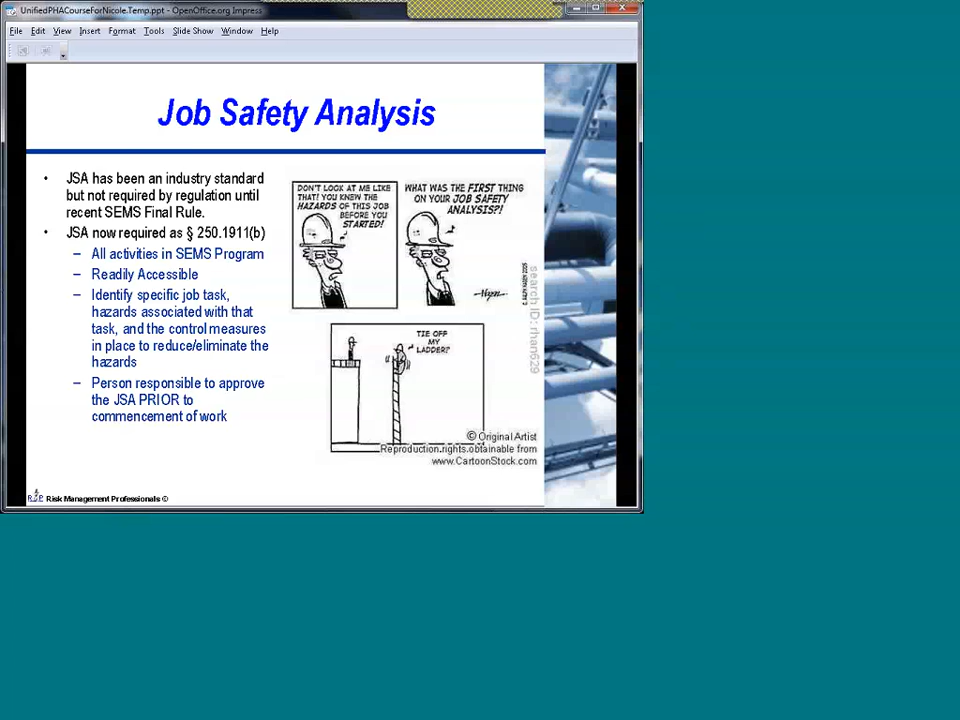 UnifiedPHACourseForNicole.Temp.ppt - OpenOffice.org Impress
File Edit View Insert Format Tools Slide Show Window Help
Job Safety Analysis
• JSA has been an industry standard
but not required by regulation until
recent SEMS Final Rule.
• JSA now required as § 250.1911(b)
– All activities in SEMS Program
– Readily Accessible
– Identify specific job task,
hazards associated with that
task, and the control measures
in place to reduce/eliminate the
hazards
– Person responsible to approve
the JSA PRIOR to
commencement of work
DON'T LOOK AT ME LIKE
THAT! YOU KNEW THE
HAZARDS OF THIS JOB
BEFORE YOU
STARTED!
WHAT WAS THE FIRST THING
ON YOUR JOB SAFETY
ANALYSIS?!
TIE OFF
MY
LADDER?
search ID: rhan629
© Original Artist
Reproduction rights obtainable from
www.CartoonStock.com
Risk Management Professionals ©